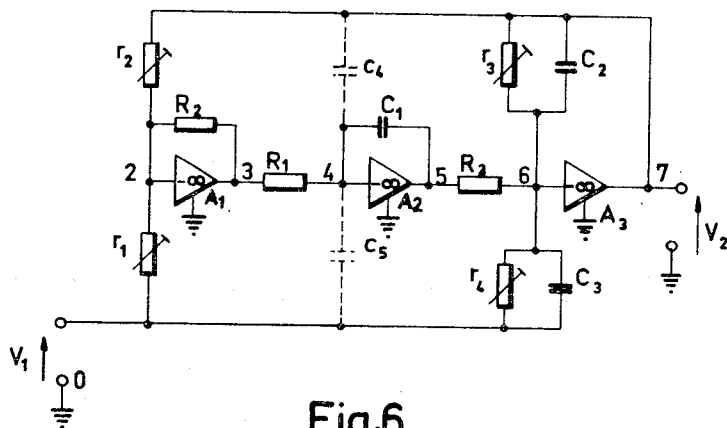 r₂
R₂
c₄
C₁
r₃
C₂
2
-∞
A₁
3
R₁
4
-∞
A₂
5
R₂
6
-∞
A₃
7
V₂
r₁
c₅
r₄
C₃
V₁
0
Fig.6